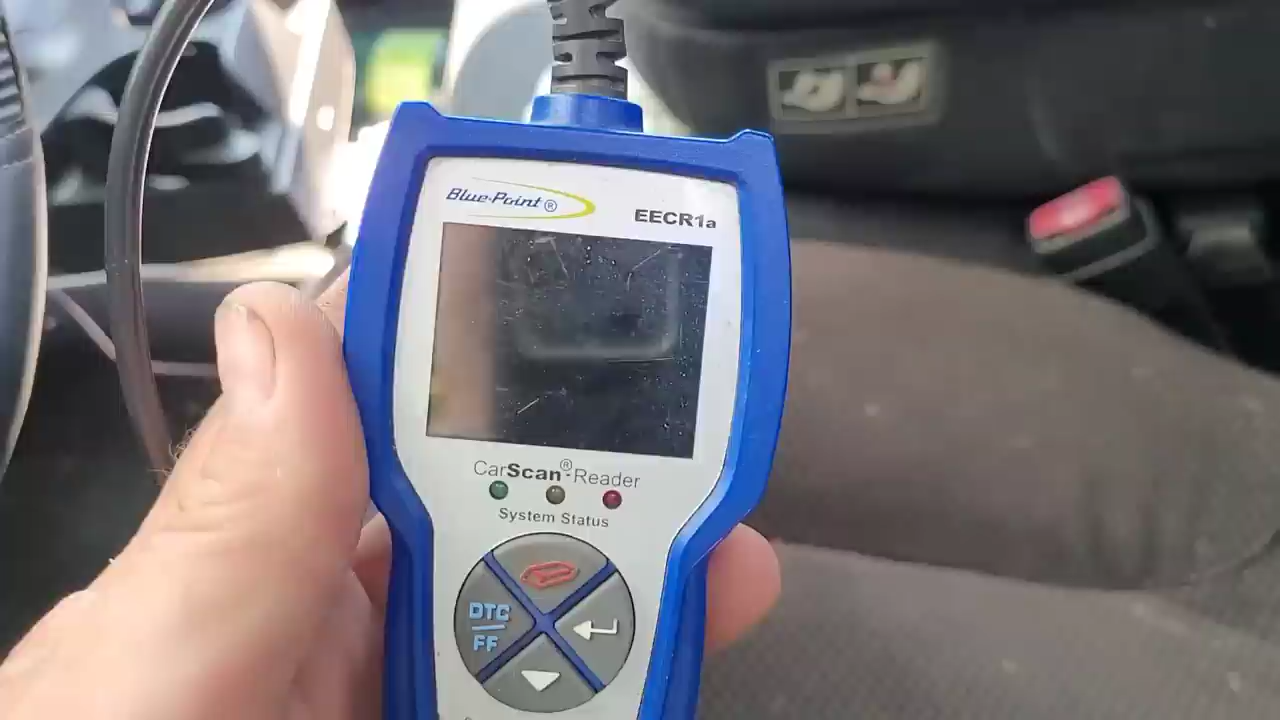 Blue-Point®
EECR1a
CarScan®Reader
System Status
DTC
FF